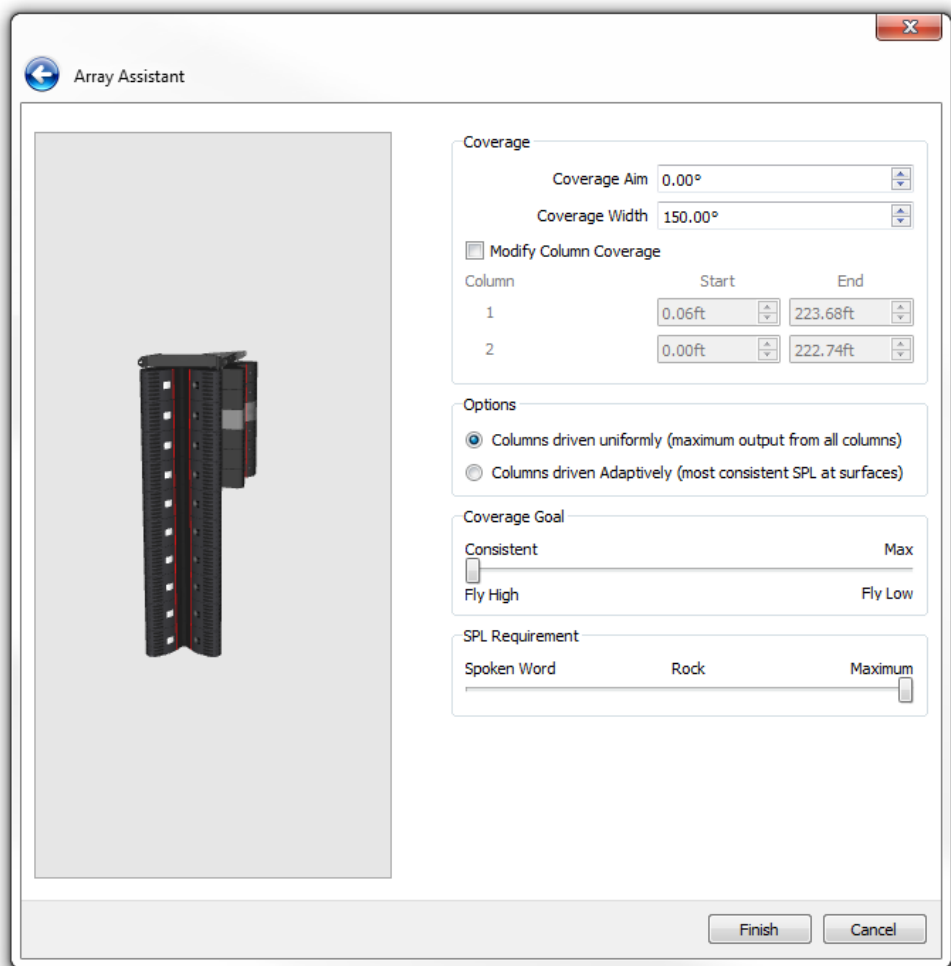 Array Assistant
Coverage
Coverage Aim 0.00°
Coverage Width 150.00°
Modify Column Coverage
Column Start End
1 0.06ft 223.68ft
2 0.00ft 222.74ft
Options
Columns driven uniformly (maximum output from all columns)
Columns driven Adaptively (most consistent SPL at surfaces)
Coverage Goal
Consistent Max
Fly High Fly Low
SPL Requirement
Spoken Word Rock Maximum
Finish Cancel